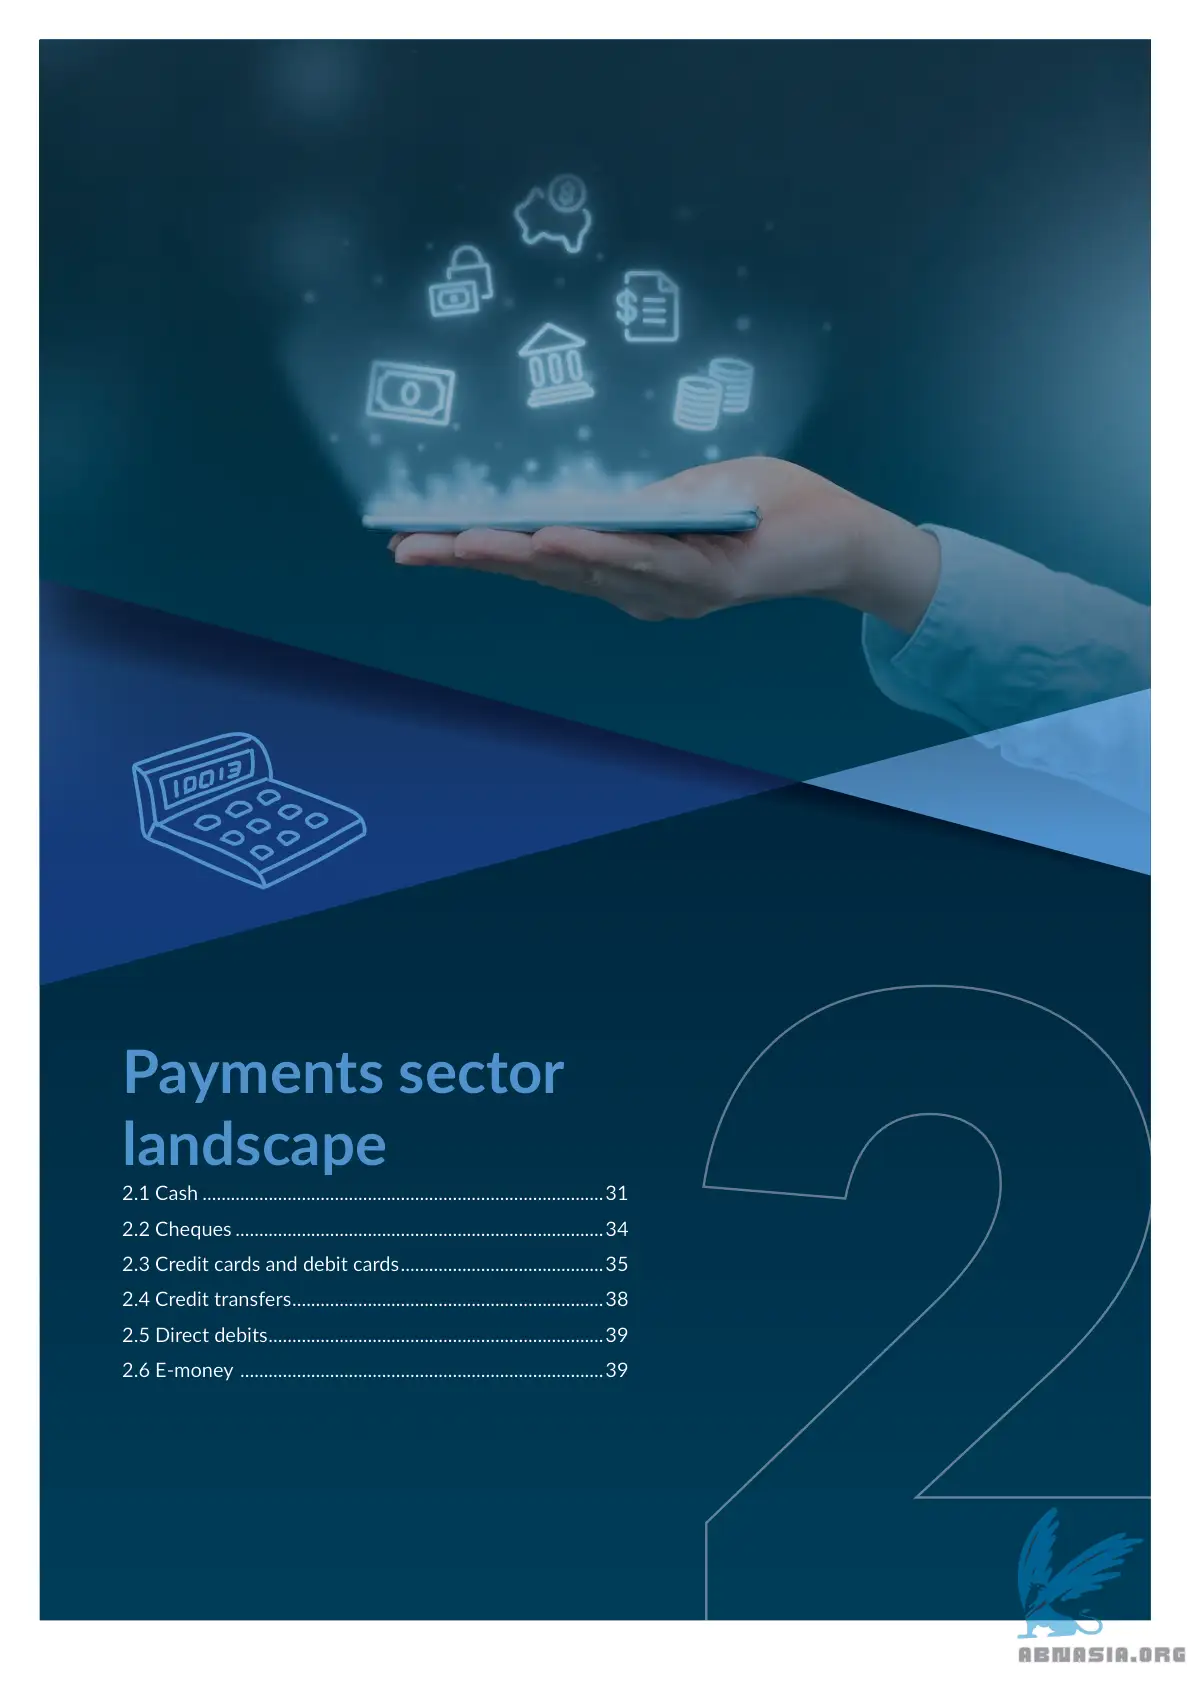 10013
Payments sector
landscape
2.1 Cash ..................................................................................... 31
2.2 Cheques .............................................................................. 34
2.3 Credit cards and debit cards........................................... 35
2.4 Credit transfers.................................................................. 38
2.5 Direct debits....................................................................... 39
2.6 E-money ............................................................................. 39
2
ABNASIA.ORG